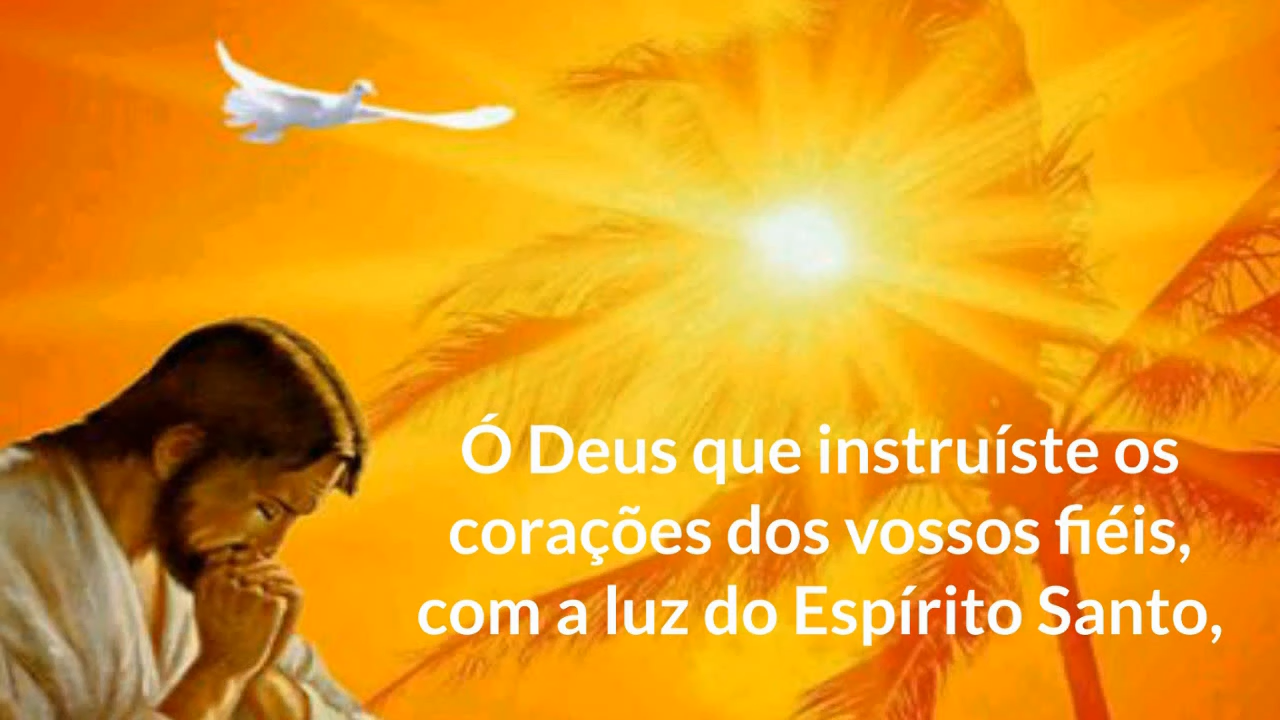 Ó Deus que instruíste os
corações dos vossos fiéis,
com a luz do Espírito Santo,